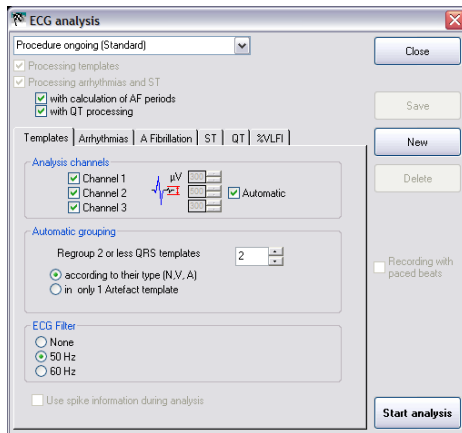 ECG analysis
Procedure ongoing (Standard)
Close
Processing templates
Processing arrhythmias and ST
with calculation of AF periods
with QT processing
Save
Templates Arrhythmias A Fibrillation ST QT %VLFI
New
Analysis channels
Channel 1
Channel 2
Channel 3
µV
300
300
300
Automatic
Delete
Automatic grouping
Regroup 2 or less QRS templates 2
according to their type (N,V, A)
in only 1 Artefact template
Recording with
paced beats
ECG Filter
None
50 Hz
60 Hz
Use spike information during analysis
Start analysis